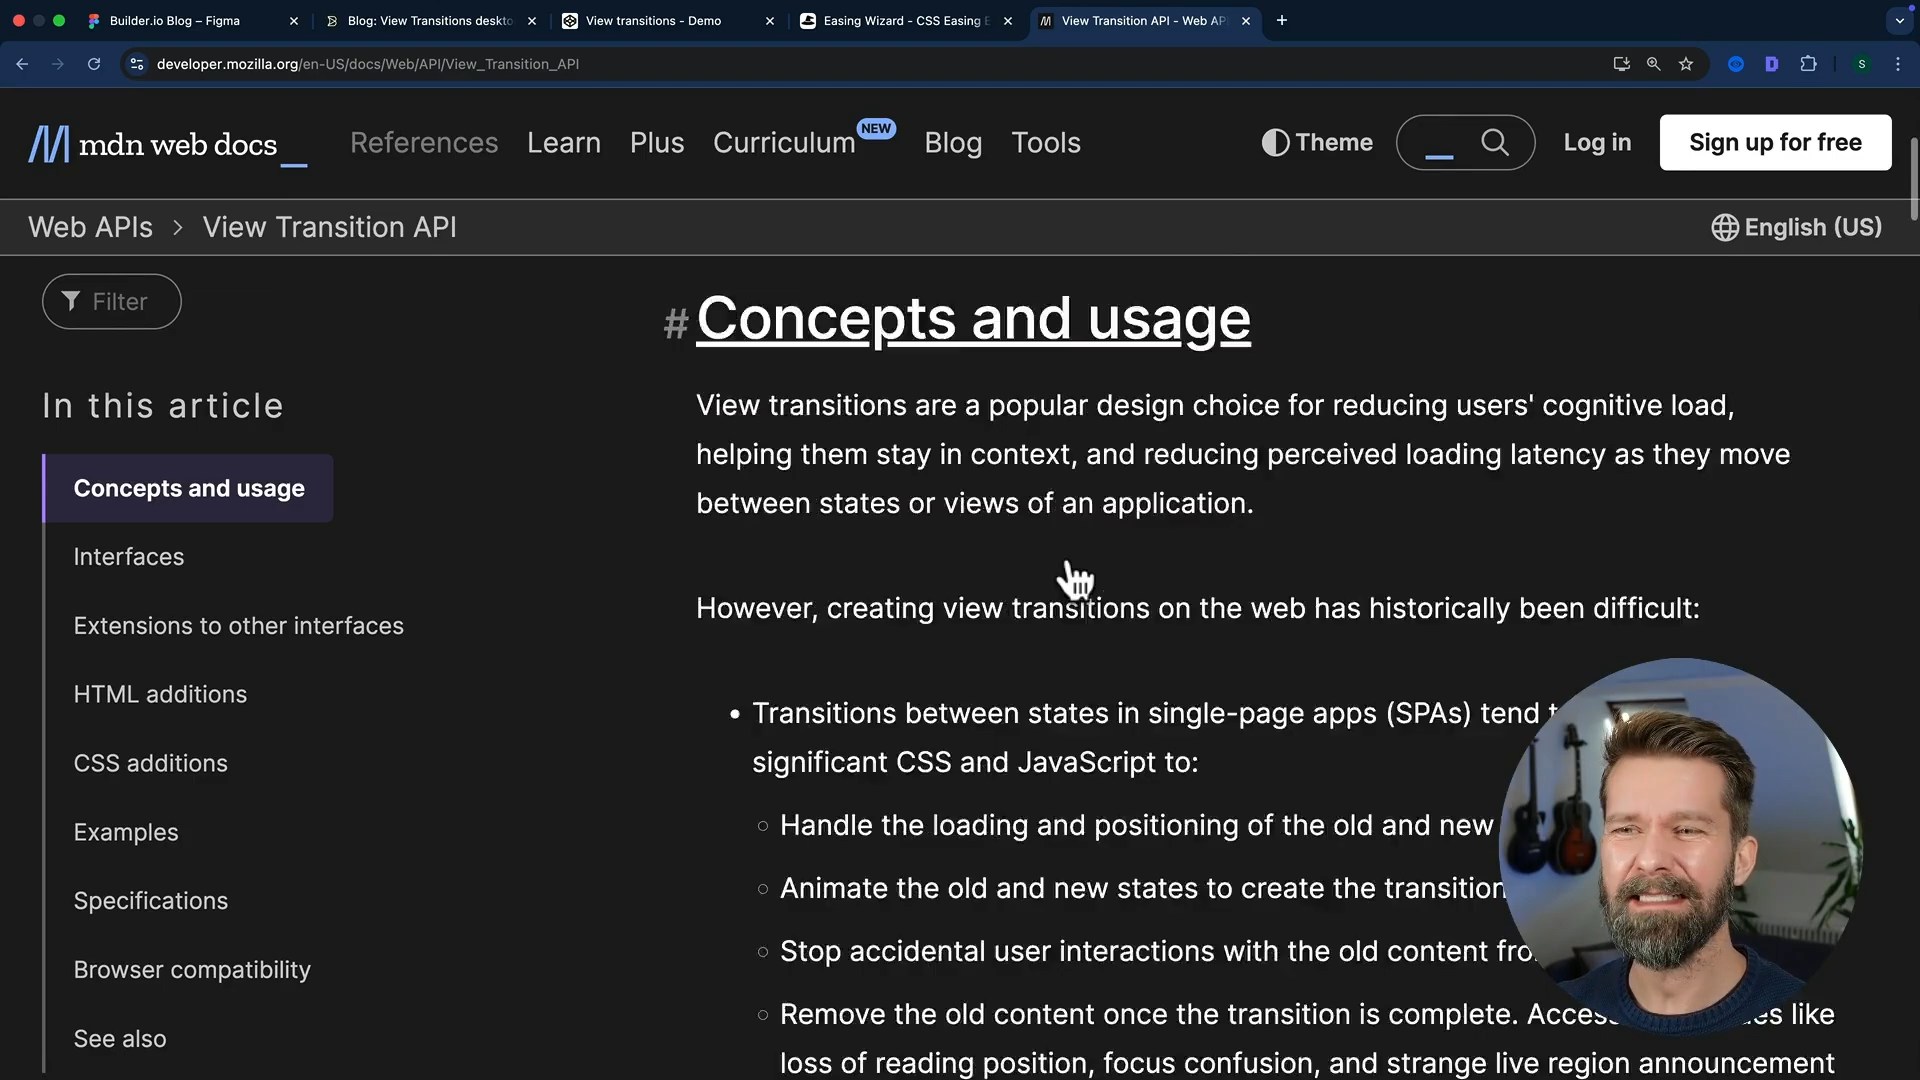 Builder.io Blog – Figma
Blog: View Transitions deskto
View transitions - Demo
Easing Wizard - CSS Easing E
View Transition API - Web AP
developer.mozilla.org/en-US/docs/Web/API/View_Transition_API
S
mdn web docs_
References
Learn
Plus
Curriculum NEW
Blog
Tools
Theme
Log in
Sign up for free
Web APIs > View Transition API
English (US)
Filter
In this article
Concepts and usage
Interfaces
Extensions to other interfaces
HTML additions
CSS additions
Examples
Specifications
Browser compatibility
See also
# Concepts and usage
View transitions are a popular design choice for reducing users' cognitive load,
helping them stay in context, and reducing perceived loading latency as they move
between states or views of an application.
However, creating view transitions on the web has historically been difficult:
• Transitions between states in single-page apps (SPAs) tend
significant CSS and JavaScript to:
Handle the loading and positioning of the old and new
Animate the old and new states to create the transition
Stop accidental user interactions with the old content
Remove the old content once the transition is complete. like
loss of reading position, focus confusion, and strange live region announcement